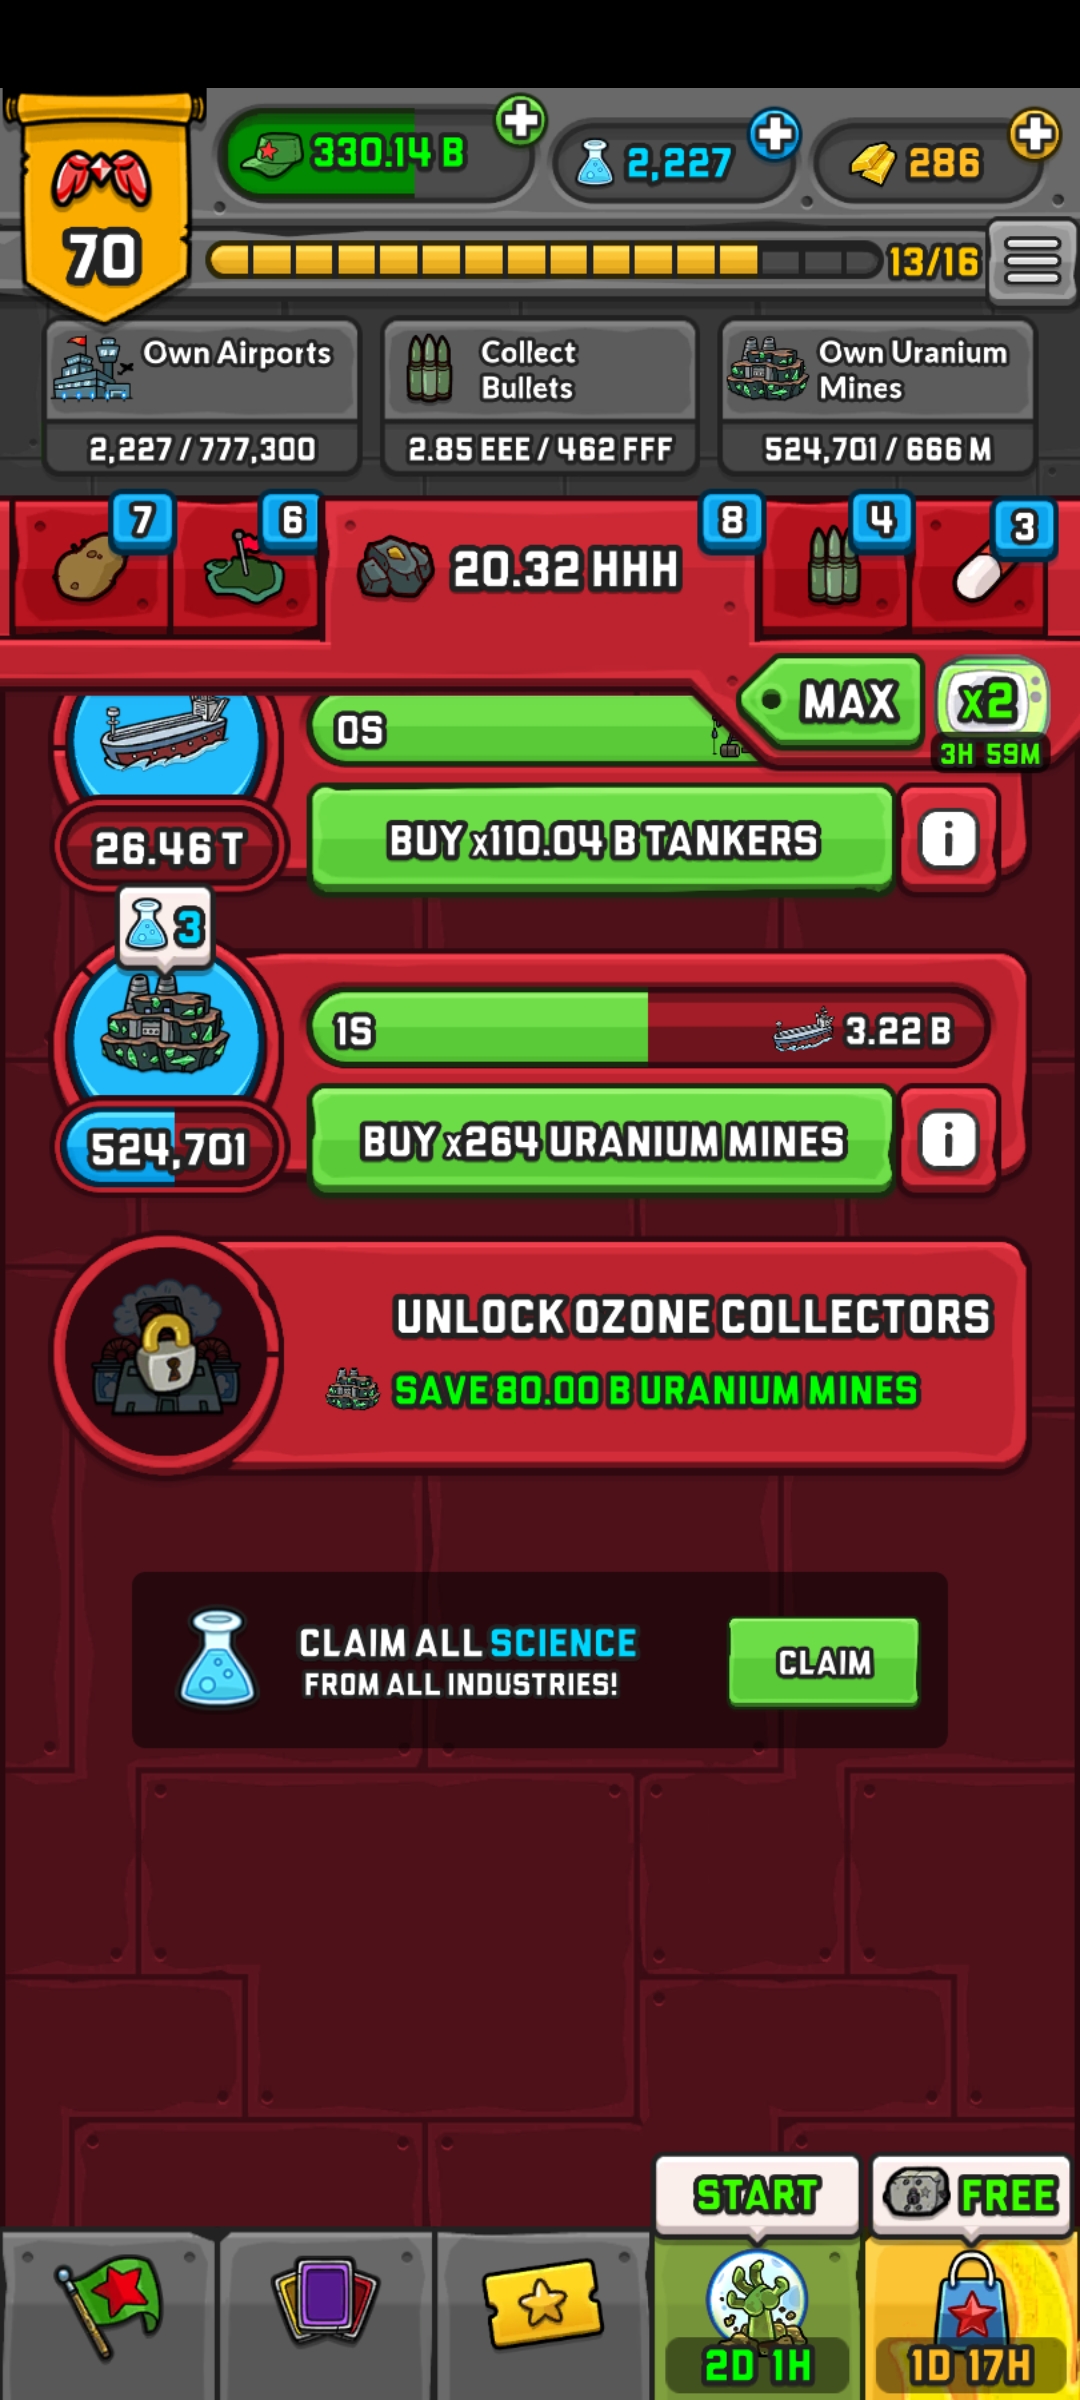 330.14 B
2,227
286
70
13/16
Own Airports
2,227 / 777,300
Collect
Bullets
2.85 EEE / 462 FFF
Own Uranium
Mines
524,701 / 666 M
7
6
20.32 HHH
8
4
3
MAX
x2
3H 59M
0S
26.46 T
BUY x110.04 B TANKERS
i
3
1S
3.22 B
524,701
BUY x264 URANIUM MINES
i
UNLOCK OZONE COLLECTORS
SAVE 80.00 B URANIUM MINES
CLAIM ALL SCIENCE
FROM ALL INDUSTRIES!
CLAIM
START
FREE
2D 1H
1D 17H